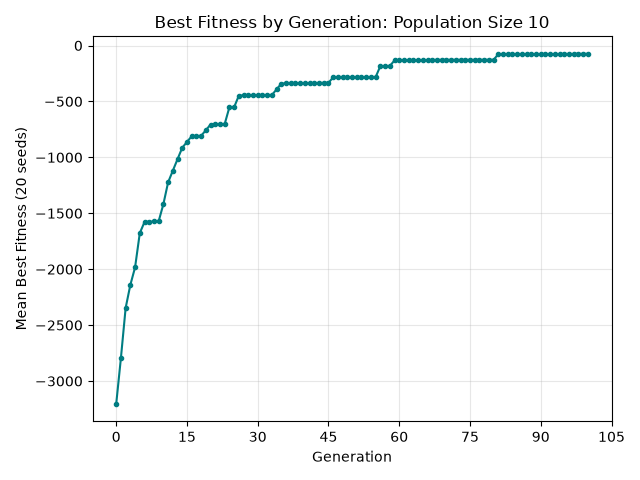 Best Fitness by Generation: Population Size 10
Mean Best Fitness (20 seeds)
0
−500
−1000
−1500
−2000
−2500
−3000
0 15 30 45 60 75 90 105
Generation